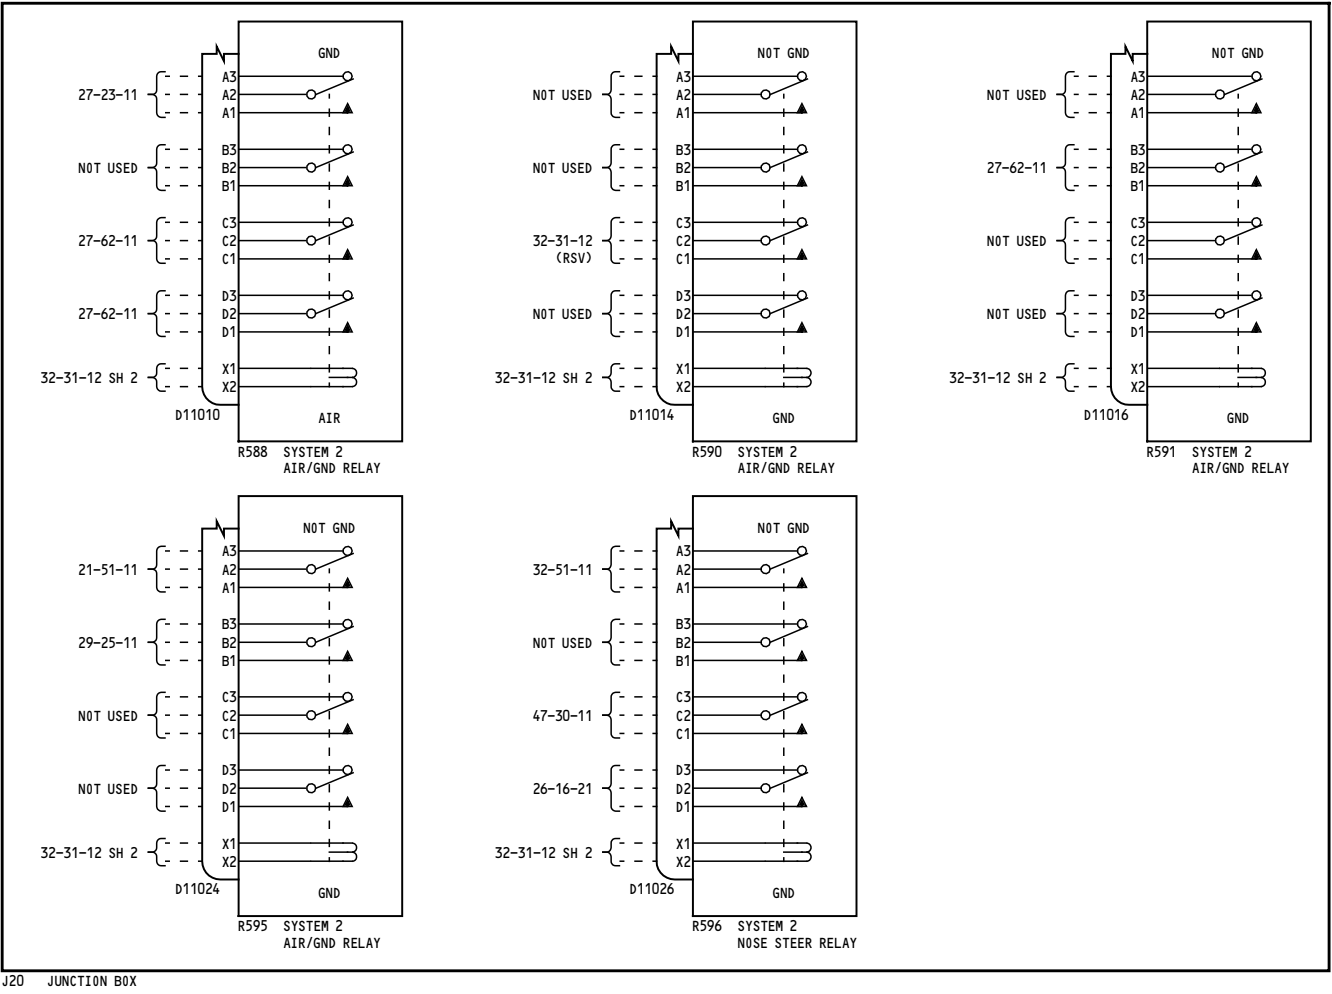 GND
27-23-11
A3
A2
A1
NOT USED
B3
B2
B1
27-62-11
C3
C2
C1
27-62-11
D3
D2
D1
32-31-12 SH 2
X1
X2
D11010
AIR
R588 SYSTEM 2
AIR/GND RELAY
NOT GND
NOT USED
A3
A2
A1
NOT USED
B3
B2
B1
32-31-12
(RSV)
C3
C2
C1
NOT USED
D3
D2
D1
32-31-12 SH 2
X1
X2
D11014
GND
R590 SYSTEM 2
AIR/GND RELAY
NOT GND
NOT USED
A3
A2
A1
27-62-11
B3
B2
B1
NOT USED
C3
C2
C1
NOT USED
D3
D2
D1
32-31-12 SH 2
X1
X2
D11016
GND
R591 SYSTEM 2
AIR/GND RELAY
NOT GND
21-51-11
A3
A2
A1
29-25-11
B3
B2
B1
NOT USED
C3
C2
C1
NOT USED
D3
D2
D1
32-31-12 SH 2
X1
X2
D11024
GND
R595 SYSTEM 2
AIR/GND RELAY
NOT GND
32-51-11
A3
A2
A1
NOT USED
B3
B2
B1
47-30-11
C3
C2
C1
26-16-21
D3
D2
D1
32-31-12 SH 2
X1
X2
D11026
GND
R596 SYSTEM 2
NOSE STEER RELAY
J20 JUNCTION BOX